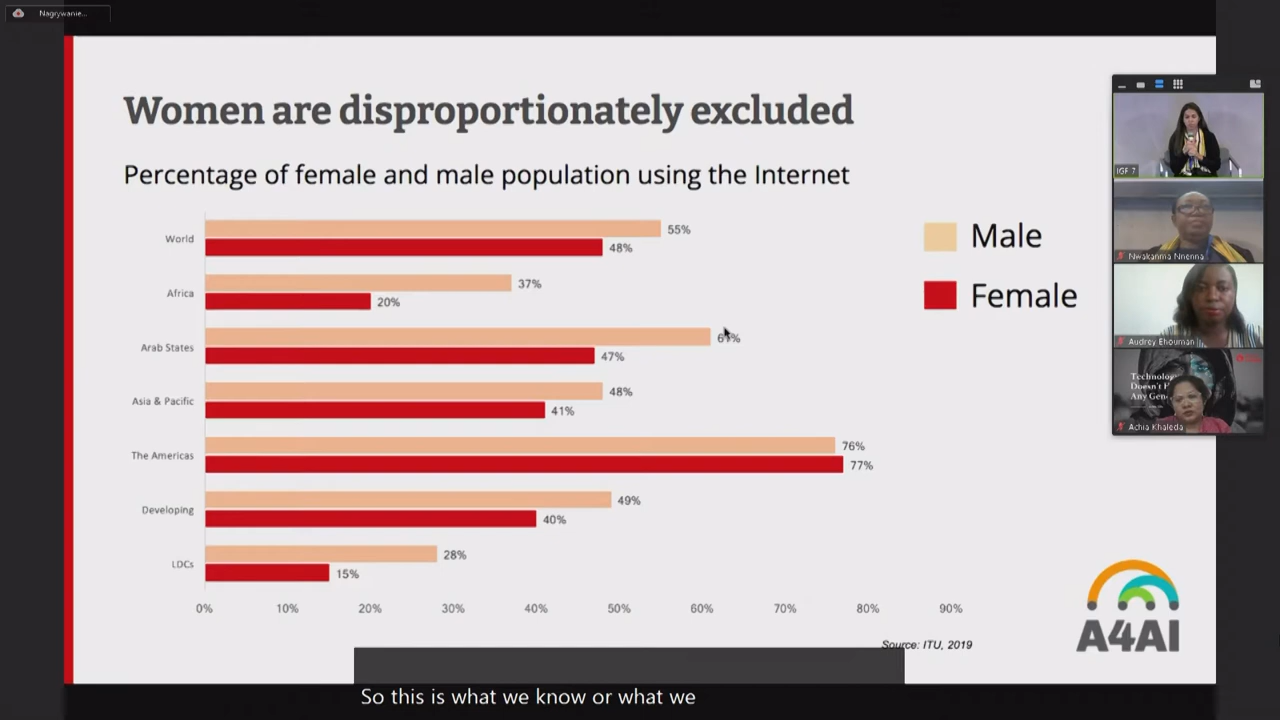 Nagrywanie...
Women are disproportionately excluded
Percentage of female and male population using the Internet
World
55%
48%
Africa
37%
20%
Arab States
47%
Asia & Pacific
48%
41%
The Americas
76%
77%
Developing
49%
40%
LDCs
28%
15%
0% 10% 20% 30% 40% 50% 60% 70% 80% 90%
Male
Female
Source: ITU, 2019
A4AI
IGF 7
Nwakanma Nnenna
Audrey Ehouman
Technology
Doesn't
Any
Achia Khaleda
So this is what we know or what we